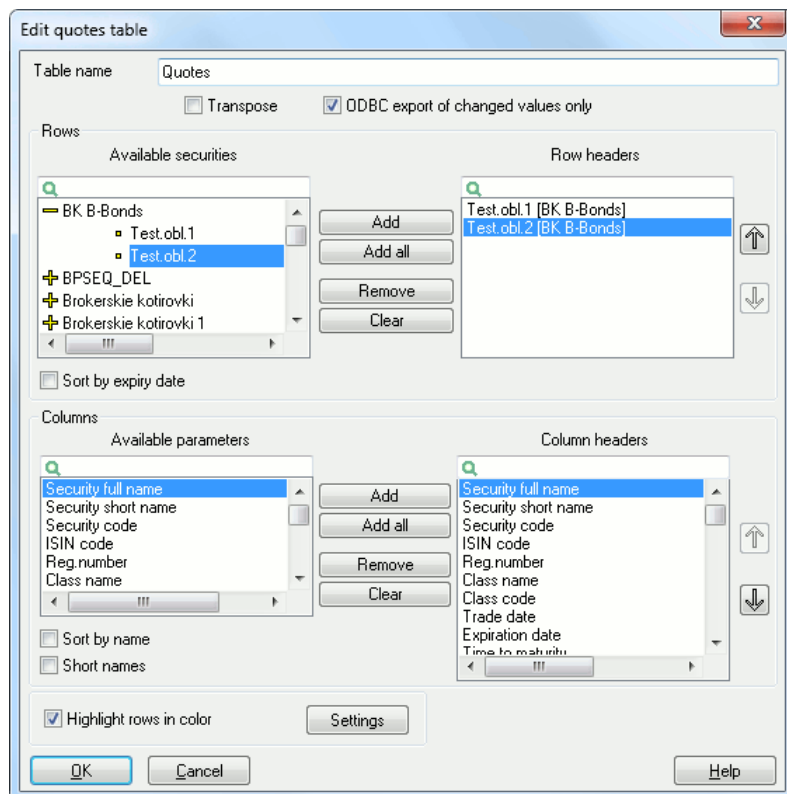 Edit quotes table
Table name
Quotes
Transpose
ODBC export of changed values only
Rows
Available securities
Row headers
BK B-Bonds
Test.obl.1
Test.obl.2
BPSEQ_DEL
Brokerskie kotirovki
Brokerskie kotirovki 1
Add
Add all
Remove
Clear
Test.obl.1 [BK B-Bonds]
Test.obl.2 [BK B-Bonds]
Sort by expiry date
Columns
Available parameters
Column headers
Security full name
Security short name
Security code
ISIN code
Reg.number
Class name
Add
Add all
Remove
Clear
Security full name
Security short name
Security code
ISIN code
Reg.number
Class name
Class code
Trade date
Expiration date
Time to maturity
Sort by name
Short names
Highlight rows in color
Settings
OK
Cancel
Help